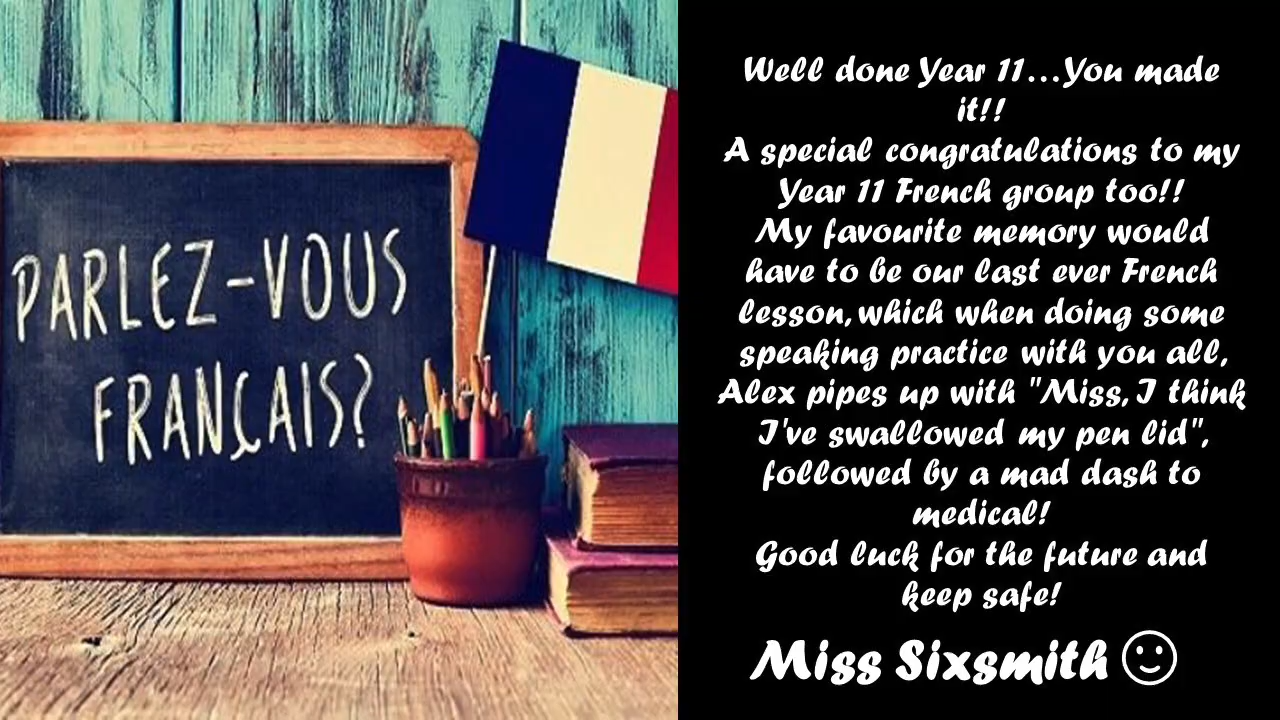 PARLEZ-VOUS
FRANÇAIS?
Well done Year 11...You made
it!!
A special congratulations to my
Year 11 French group too!!
My favourite memory would
have to be our last ever French
lesson, which when doing some
speaking practice with you all,
Alex pipes up with "Miss, I think
I've swallowed my pen lid",
followed by a mad dash to
medical!
Good luck for the future and
keep safe!
Miss Sixsmith ☺